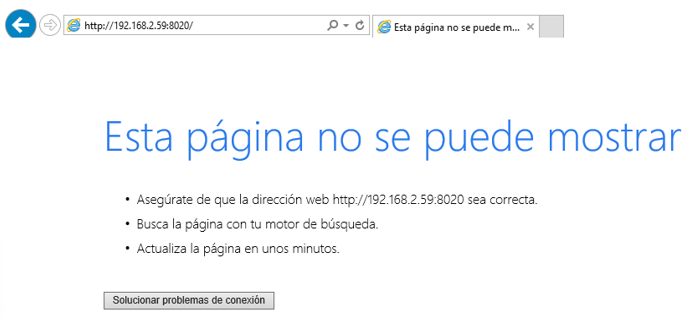 http://192.168.2.59:8020/
Esta página no se puede m...
Esta página no se puede mostrar
• Asegúrate de que la dirección web http://192.168.2.59:8020 sea correcta.
• Busca la página con tu motor de búsqueda.
• Actualiza la página en unos minutos.
Solucionar problemas de conexión